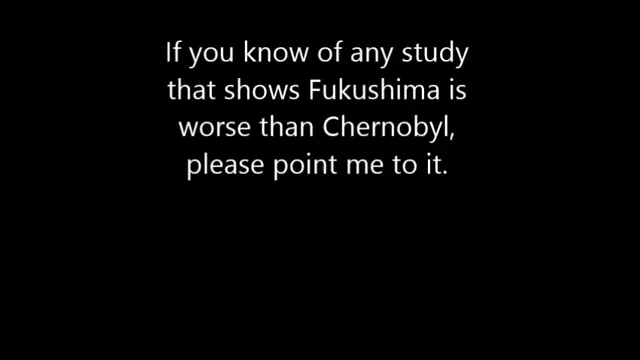 If you know of any study
that shows Fukushima is
worse than Chernobyl,
please point me to it.